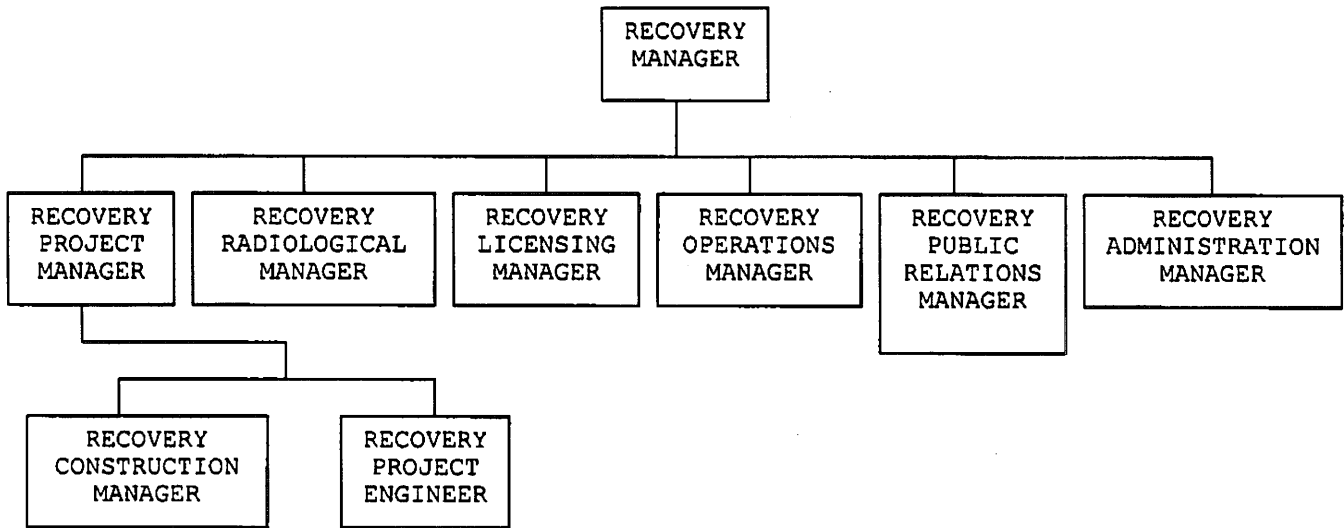 RECOVERY
MANAGER
RECOVERY
PROJECT
MANAGER
RECOVERY
RADIOLOGICAL
MANAGER
RECOVERY
LICENSING
MANAGER
RECOVERY
OPERATIONS
MANAGER
RECOVERY
PUBLIC
RELATIONS
MANAGER
RECOVERY
ADMINISTRATION
MANAGER
RECOVERY
CONSTRUCTION
MANAGER
RECOVERY
PROJECT
ENGINEER